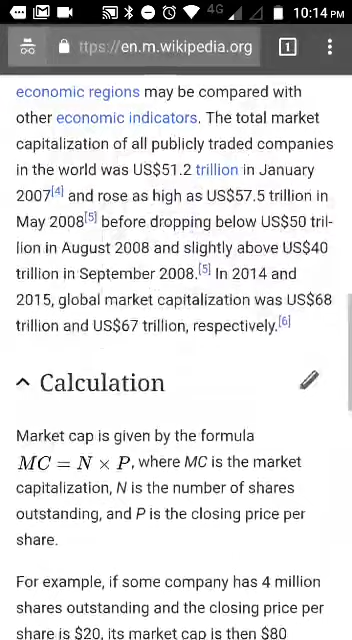 4G 10:14 PM
ttps://en.m.wikipedia.org 1
economic regions may be compared with
other economic indicators. The total market
capitalization of all publicly traded companies
in the world was US$51.2 trillion in January
2007[4] and rose as high as US$57.5 trillion in
May 2008[5] before dropping below US$50 tril-
lion in August 2008 and slightly above US$40
trillion in September 2008.[5] In 2014 and
2015, global market capitalization was US$68
trillion and US$67 trillion, respectively.[6]
Calculation
Market cap is given by the formula
MC = N × P, where MC is the market
capitalization, N is the number of shares
outstanding, and P is the closing price per
share.
For example, if some company has 4 million
shares outstanding and the closing price per
share is $20, its market cap is then $80